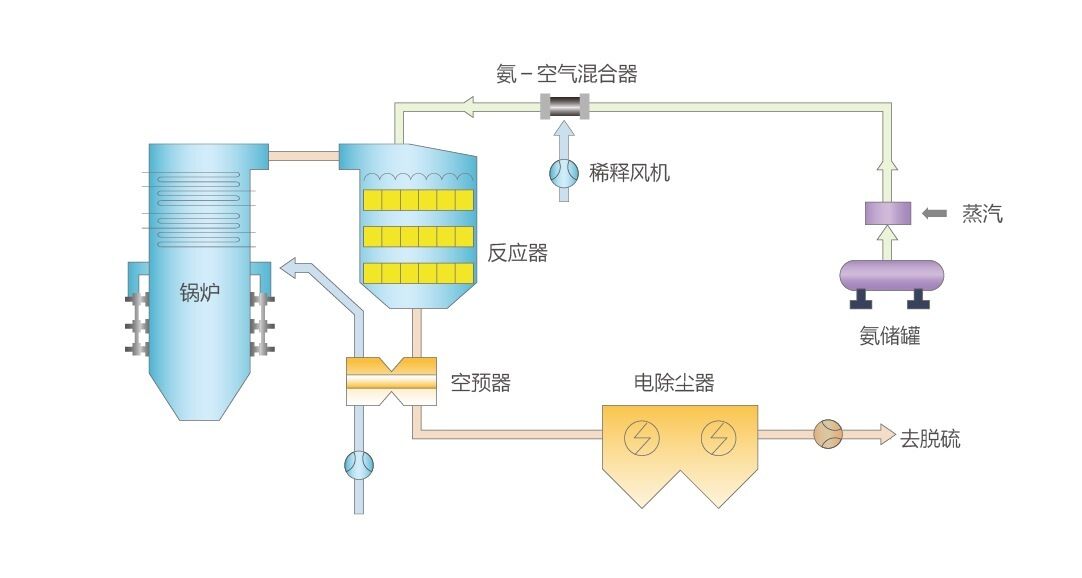 氨－空气混合器
稀释风机
蒸汽
反应器
锅炉
氨储罐
空预器
电除尘器
去脱硫